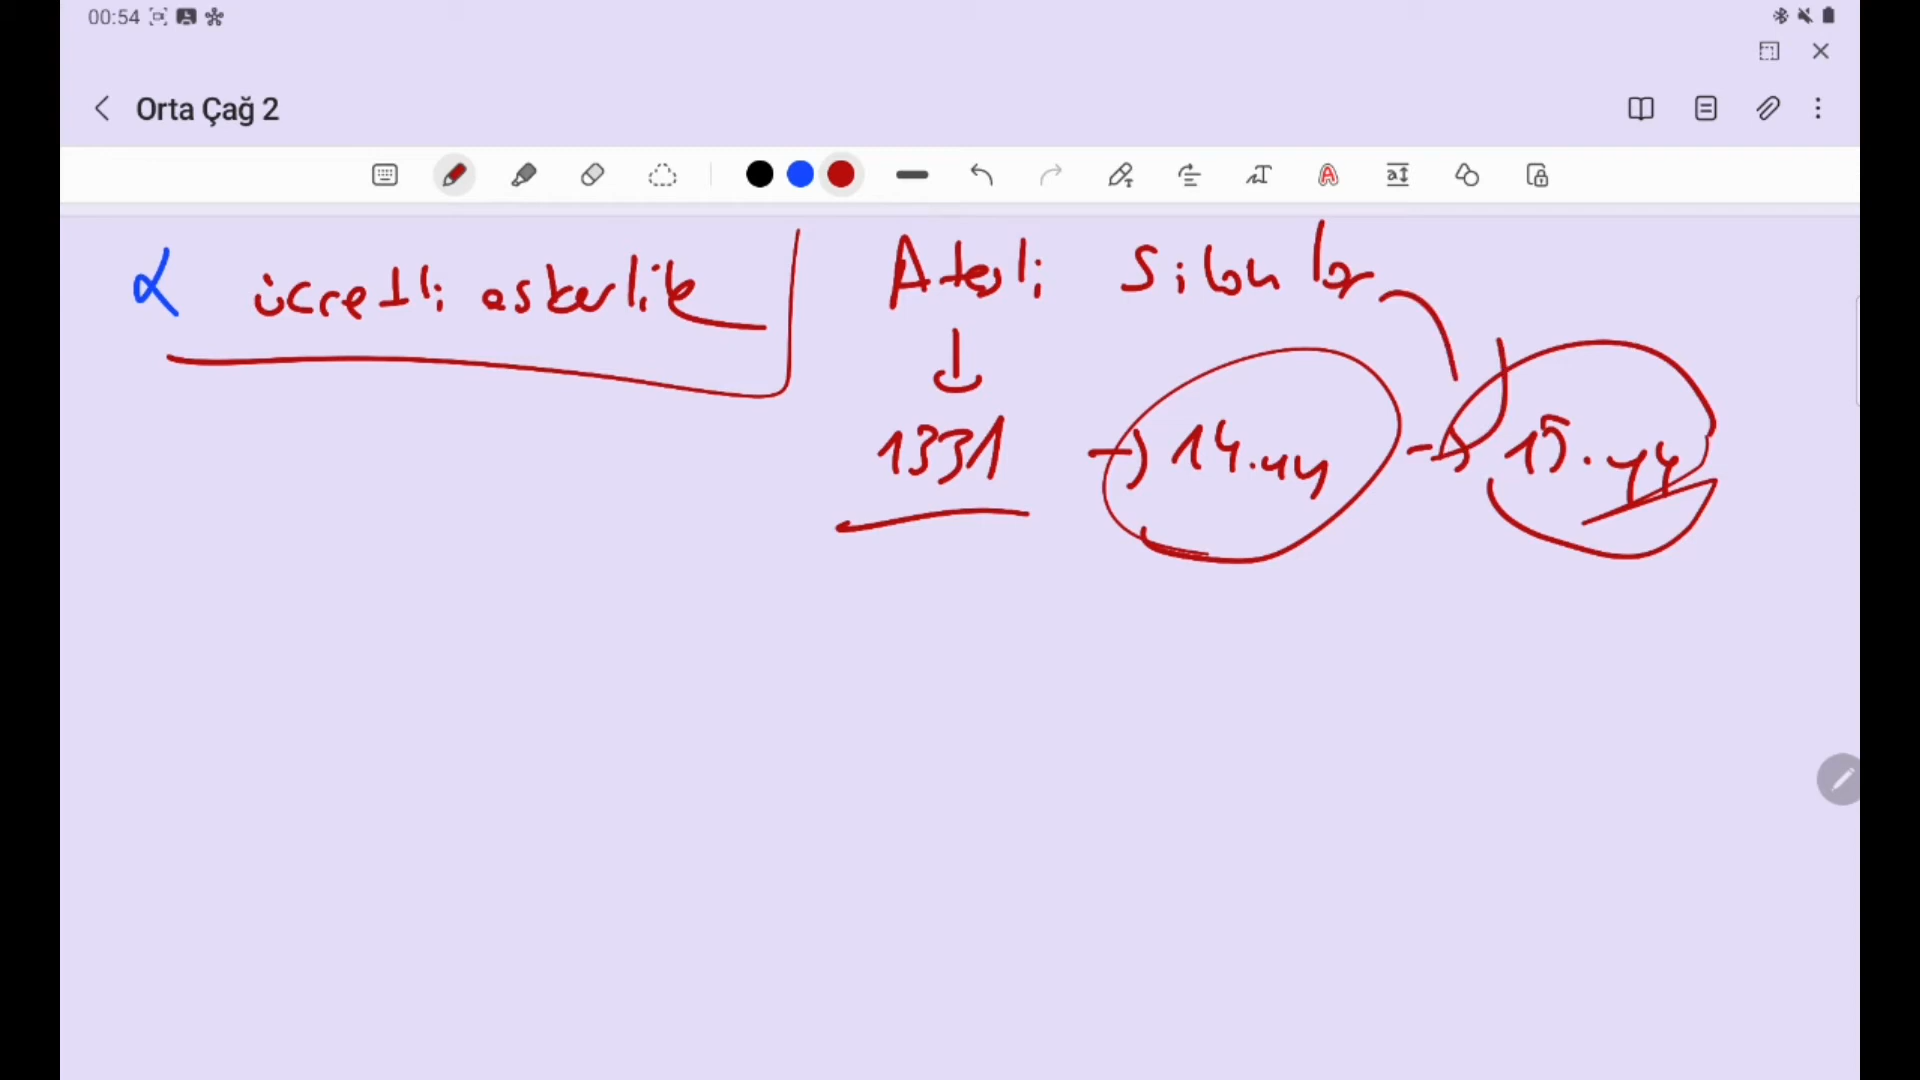 00:54
Orta Çağ 2
α ücretli askerlik
Ateşli Silahlar
1331 → 14.yy → 15.yy